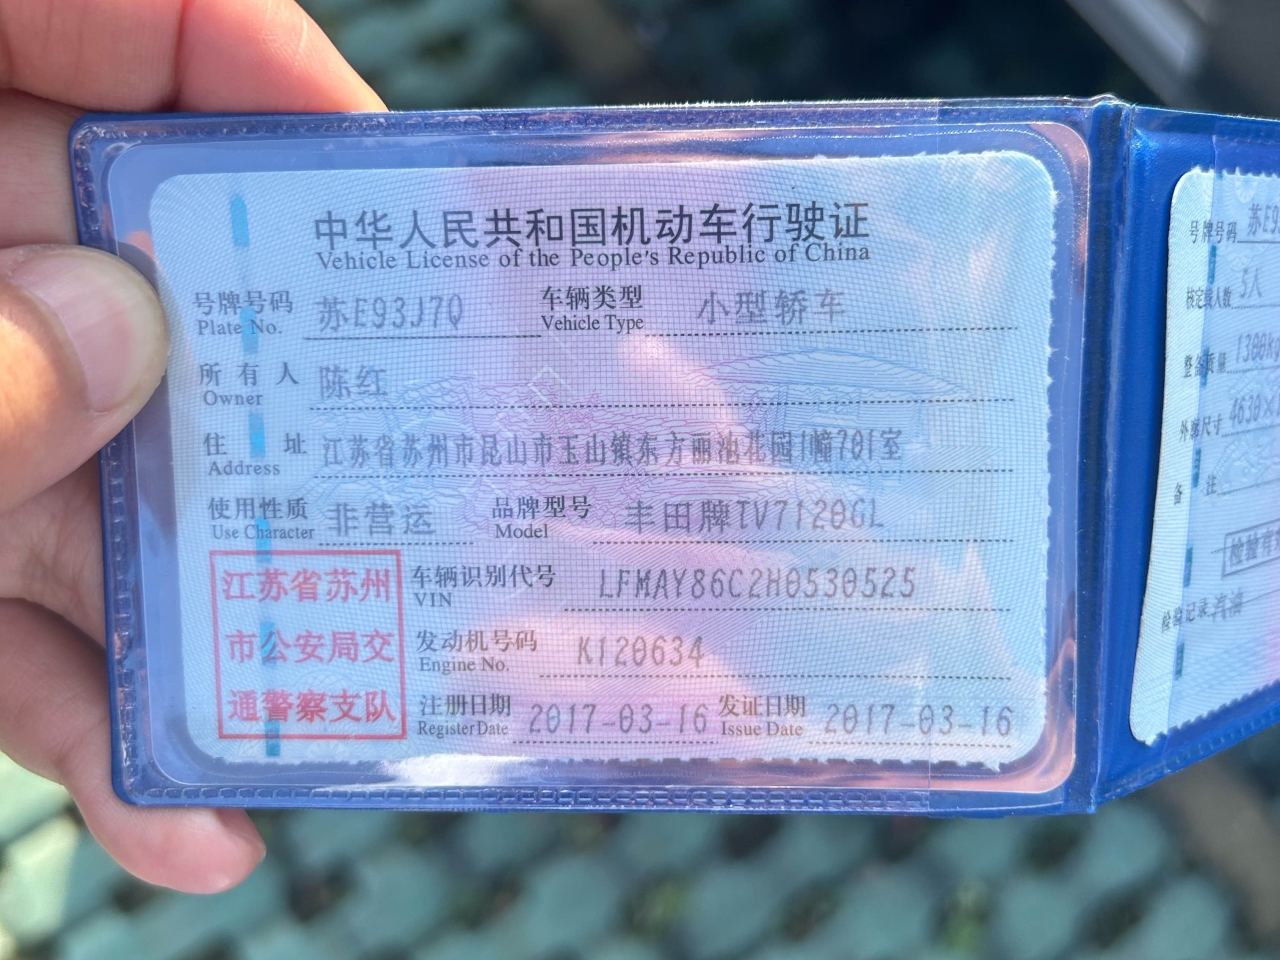 中华人民共和国机动车行驶证
Vehicle License of the People's Republic of China
号牌号码 苏E93J7Q 车辆类型 小型轿车
Plate No. Vehicle Type
所有人 陈红
Owner
住址 江苏省苏州市昆山市玉山镇东方丽池花园1幢701室
Address
使用性质 非营运 品牌型号 丰田牌TV7120GL
Use Character Model
江苏省苏州
市公安局交
通警察支队
车辆识别代号 LFMAY86C2H0530525
VIN
发动机号码 K120634
Engine No.
注册日期 2017-03-16 发证日期 2017-03-16
Register Date Issue Date
号牌号码 苏E9
核定载人数 5人
整备质量 1300kg
外廓尺寸 4630×
备注
检验有
检验记录 汽油